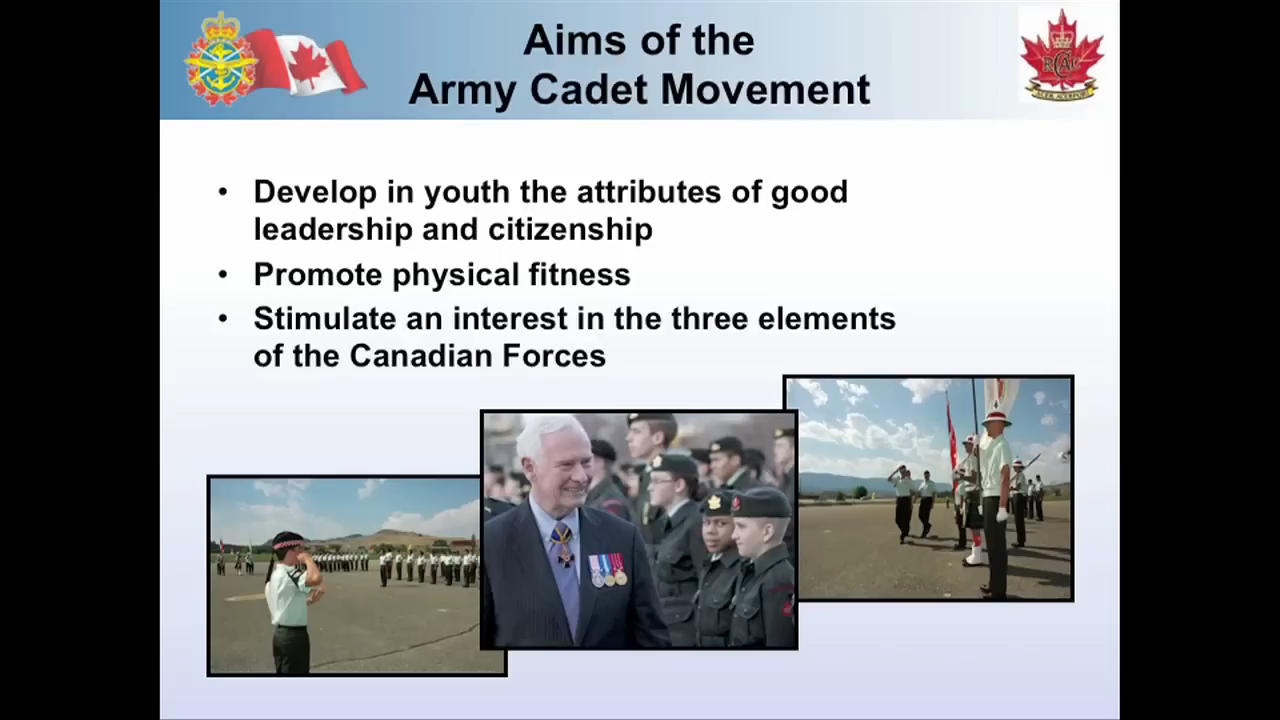 Aims of the
Army Cadet Movement
• Develop in youth the attributes of good
leadership and citizenship
• Promote physical fitness
• Stimulate an interest in the three elements
of the Canadian Forces